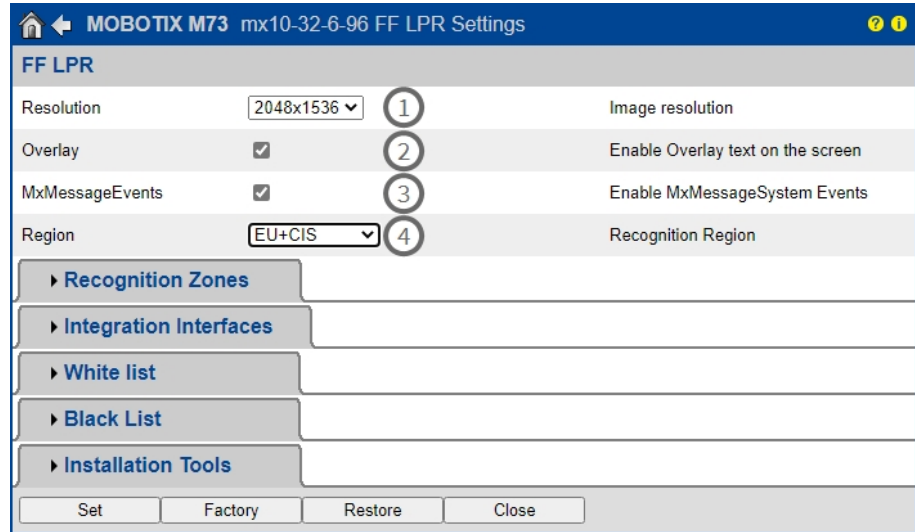 MOBOTIX M73 mx10-32-6-96 FF LPR Settings ? i
FF LPR
Resolution 2048x1536 1 Image resolution
Overlay 2 Enable Overlay text on the screen
MxMessageEvents 3 Enable MxMessageSystem Events
Region EU+CIS 4 Recognition Region
Recognition Zones
Integration Interfaces
White list
Black List
Installation Tools
Set Factory Restore Close